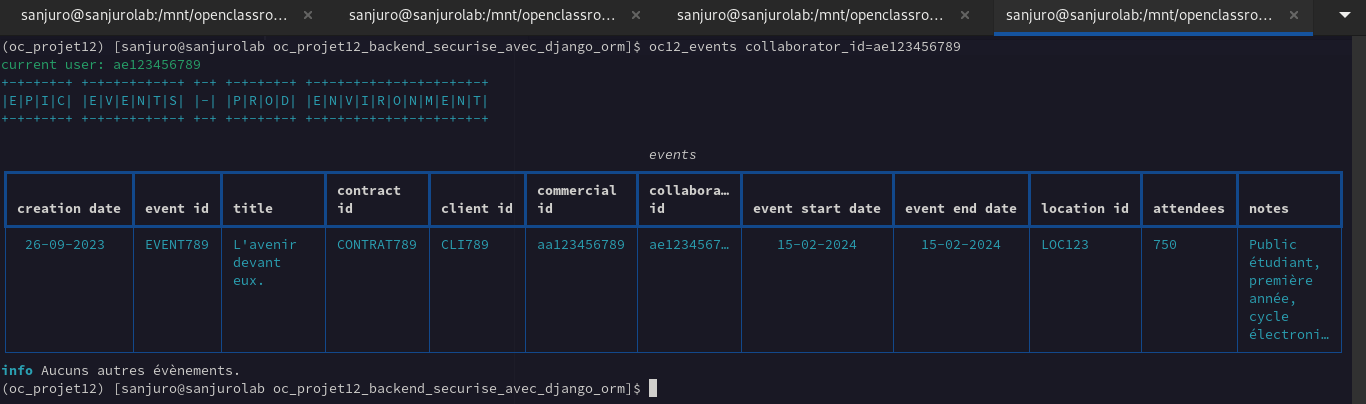 sanjuro@sanjurolab:/mnt/openclassro... × sanjuro@sanjurolab:/mnt/openclassro... × sanjuro@sanjurolab:/mnt/openclassro... × sanjuro@sanjurolab:/mnt/openclassro... ×
(oc_projet12) [sanjuro@sanjurolab oc_projet12_backend_securise_avec_django_orm]$ oc12_events collaborator_id=ae123456789
current user: ae123456789
+-+-+-+-+ +-+-+-+-+-+-+ +-+ +-+-+-+-+ +-+-+-+-+-+-+-+-+-+-+-+
|E|P|I|C| |E|V|E|N|T|S| |-| |P|R|O|D| |E|N|V|I|R|O|N|M|E|N|T|
+-+-+-+-+ +-+-+-+-+-+-+ +-+ +-+-+-+-+ +-+-+-+-+-+-+-+-+-+-+-+
events
contract commercial collabora…
creation date event id title id client id id id event start date event end date location id attendees notes
26-09-2023 EVENT789 L'avenir CONTRAT789 CLI789 aa123456789 ae1234567… 15-02-2024 15-02-2024 LOC123 750 Public
devant étudiant,
eux. première
année,
cycle
électroni…
info Aucuns autres évènements.
(oc_projet12) [sanjuro@sanjurolab oc_projet12_backend_securise_avec_django_orm]$